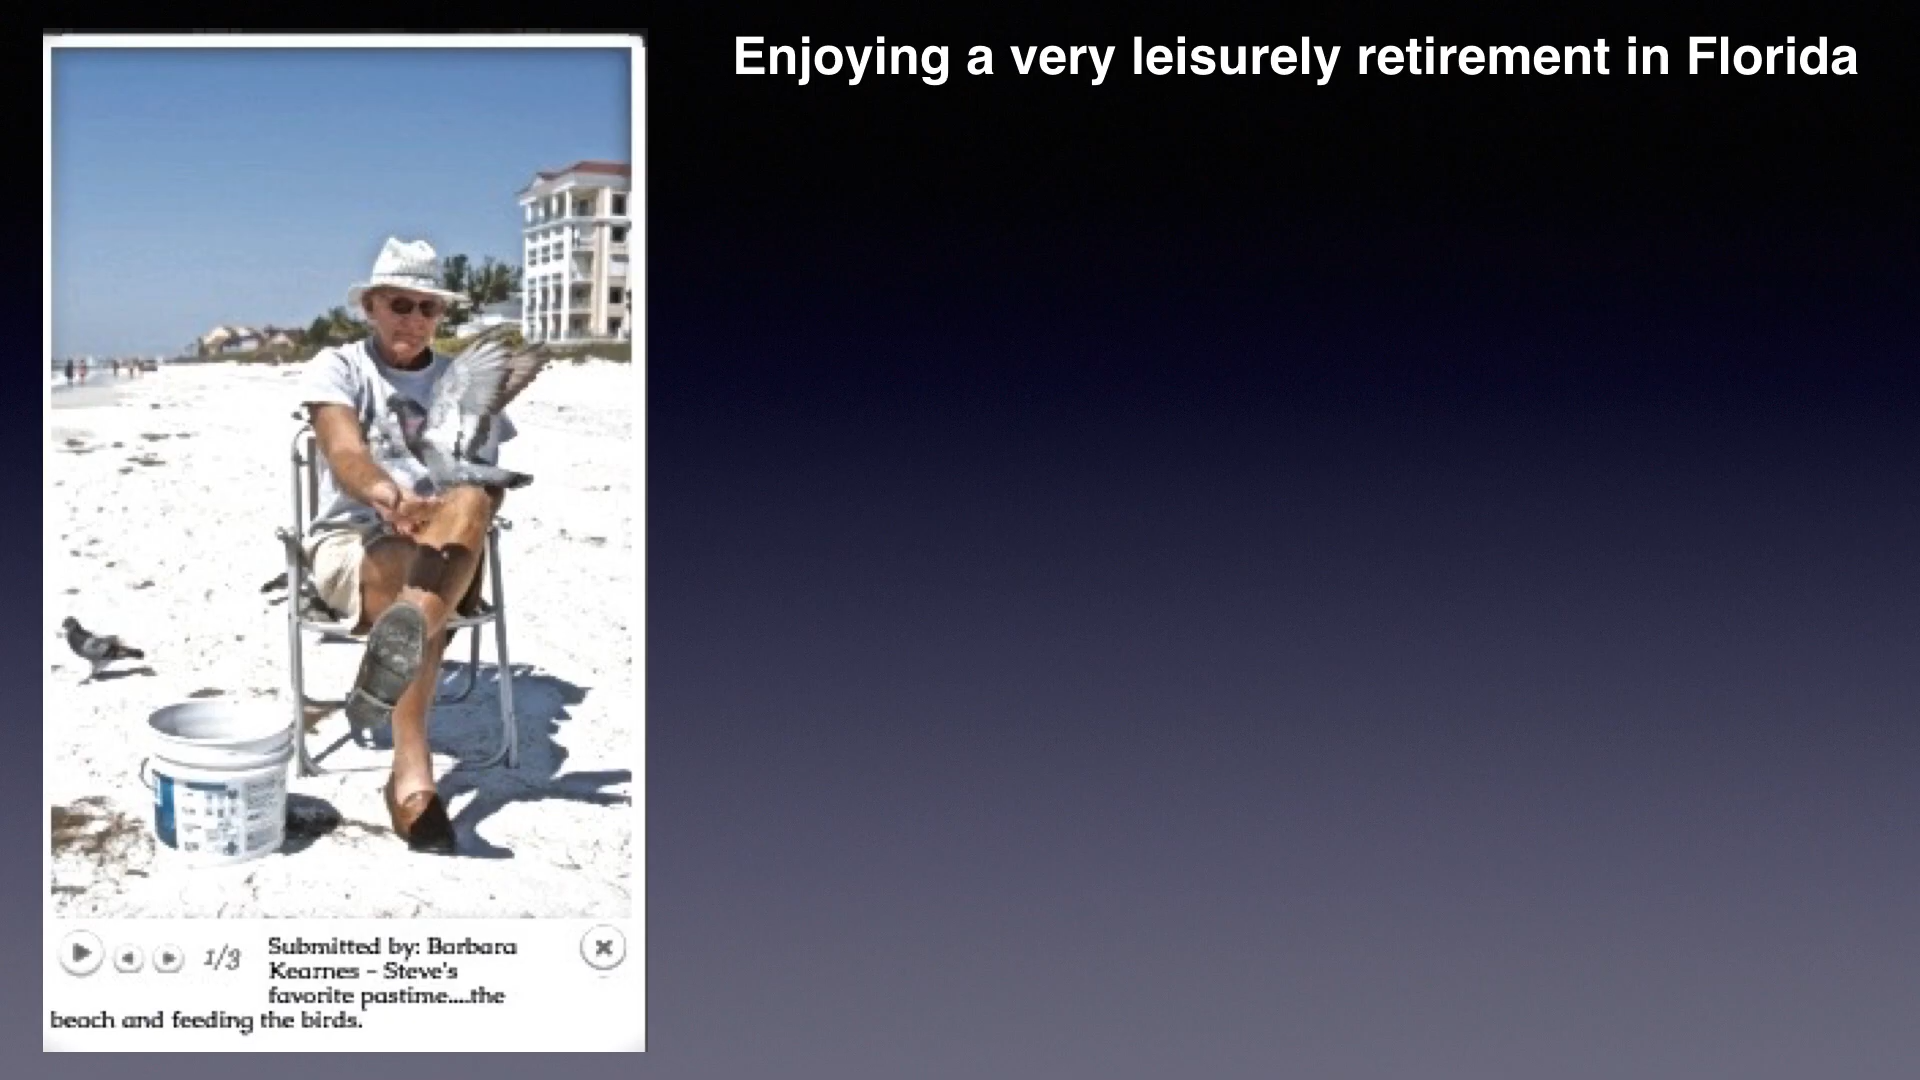 Enjoying a very leisurely retirement in Florida
1/3
Submitted by: Barbara
Kearnes - Steve's
favorite pastime....the
beach and feeding the birds.